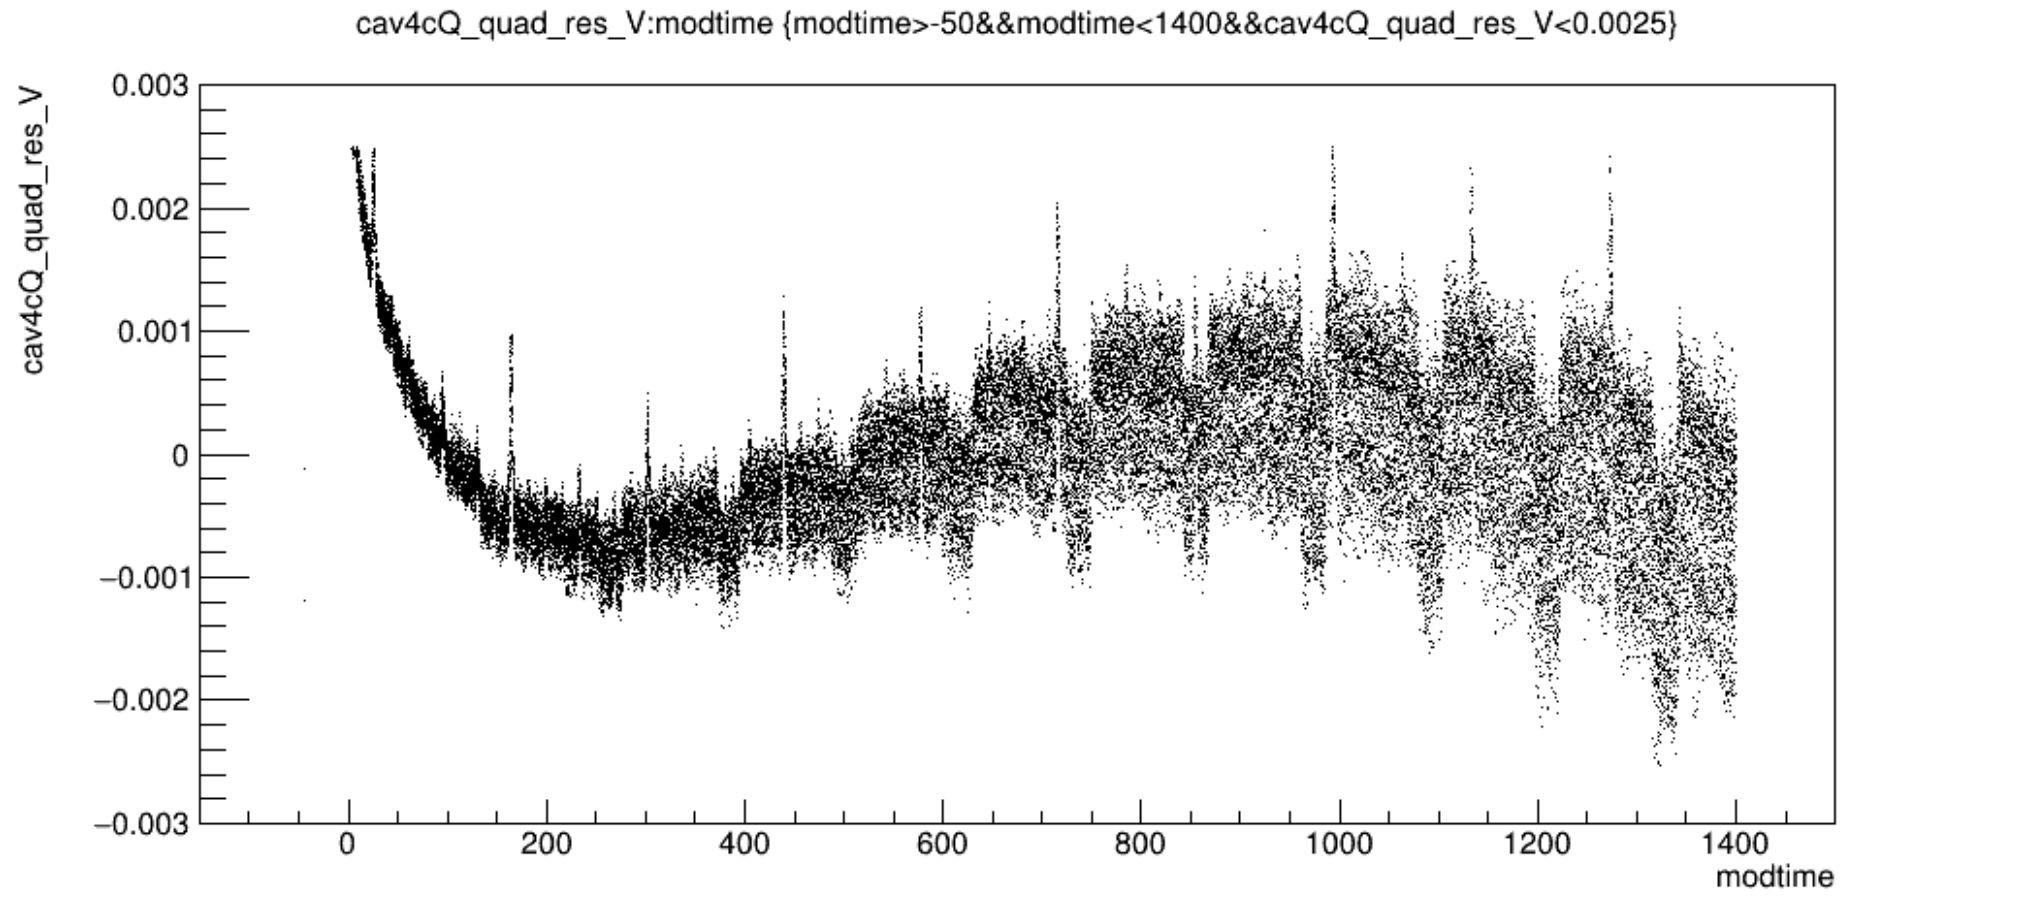 cav4cQ_quad_res_V:modtime {modtime>-50&&modtime<1400&&cav4cQ_quad_res_V<0.0025}
cav4cQ_quad_res_V
0.003
0.002
0.001
0
−0.001
−0.002
−0.003
0 200 400 600 800 1000 1200 1400
modtime